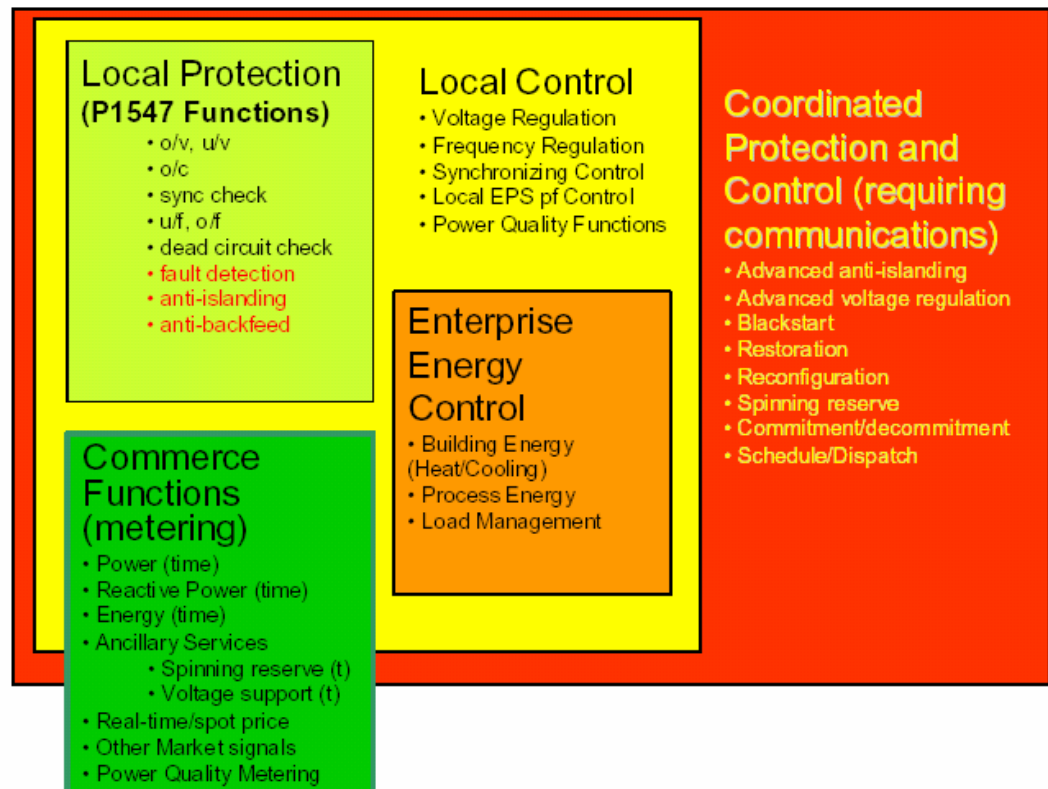 Local Protection
(P1547 Functions)
• o/v, u/v
• o/c
• sync check
• u/f, o/f
• dead circuit check
• fault detection
• anti-islanding
• anti-backfeed
Local Control
• Voltage Regulation
• Frequency Regulation
• Synchronizing Control
• Local EPS pf Control
• Power Quality Functions
Enterprise
Energy
Control
• Building Energy
(Heat/Cooling)
• Process Energy
• Load Management
Commerce
Functions
(metering)
• Power (time)
• Reactive Power (time)
• Energy (time)
• Ancillary Services
• Spinning reserve (t)
• Voltage support (t)
• Real-time/spot price
• Other Market signals
• Power Quality Metering
Coordinated
Protection and
Control (requiring
communications)
• Advanced anti-islanding
• Advanced voltage regulation
• Blackstart
• Restoration
• Reconfiguration
• Spinning reserve
• Commitment/decommitment
• Schedule/Dispatch